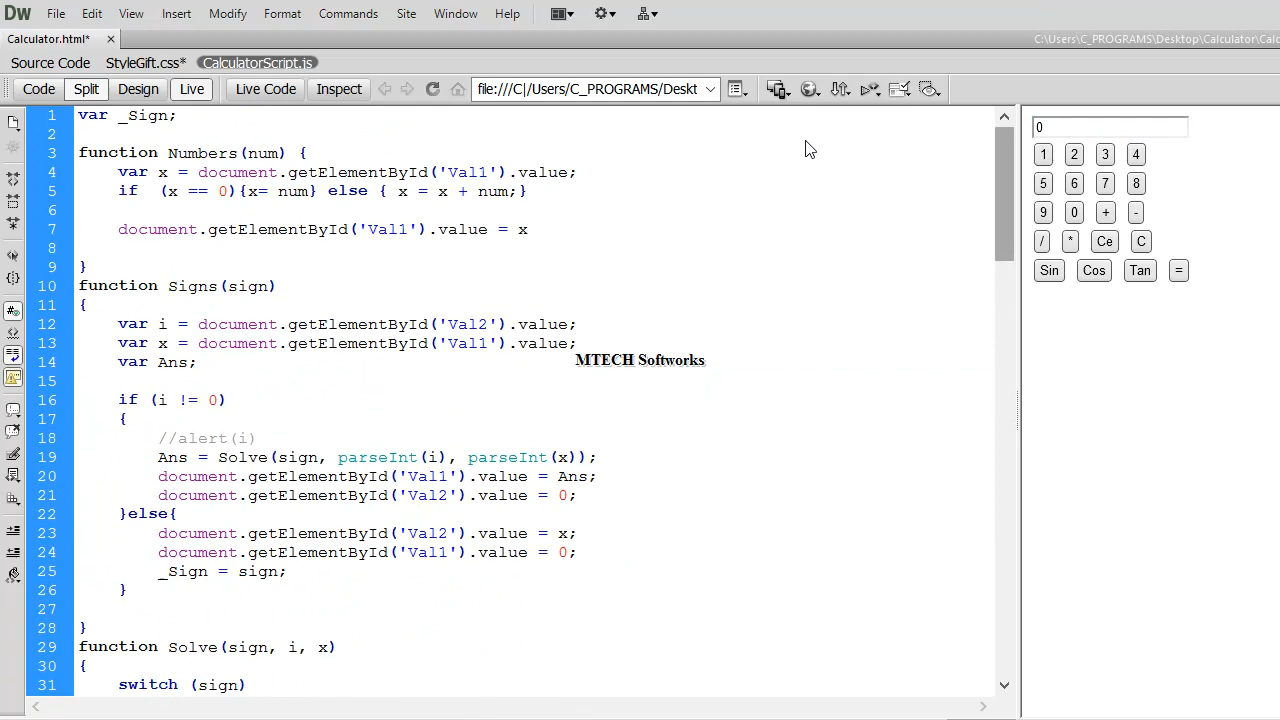 Dw File Edit View Insert Modify Format Commands Site Window Help
Calculator.html* × C:\Users\C_PROGRAMS\Desktop\Calculator\Calc
Source Code StyleGift.css* CalculatorScript.js
Code Split Design Live Live Code Inspect file:///C|/Users/C_PROGRAMS/Deskt
1 var _Sign;
2
3 function Numbers(num) {
4 var x = document.getElementById('Val1').value;
5 if (x == 0){x= num} else { x = x + num;}
6
7 document.getElementById('Val1').value = x
8
9 }
10 function Signs(sign)
11 {
12 var i = document.getElementById('Val2').value;
13 var x = document.getElementById('Val1').value;
14 var Ans;
15
16 if (i != 0)
17 {
18 //alert(i)
19 Ans = Solve(sign, parseInt(i), parseInt(x));
20 document.getElementById('Val1').value = Ans;
21 document.getElementById('Val2').value = 0;
22 }else{
23 document.getElementById('Val2').value = x;
24 document.getElementById('Val1').value = 0;
25 _Sign = sign;
26 }
27
28 }
29 function Solve(sign, i, x)
30 {
31 switch (sign)
MTECH Softworks
0
1 2 3 4
5 6 7 8
9 0 + -
/ * Ce C
Sin Cos Tan =